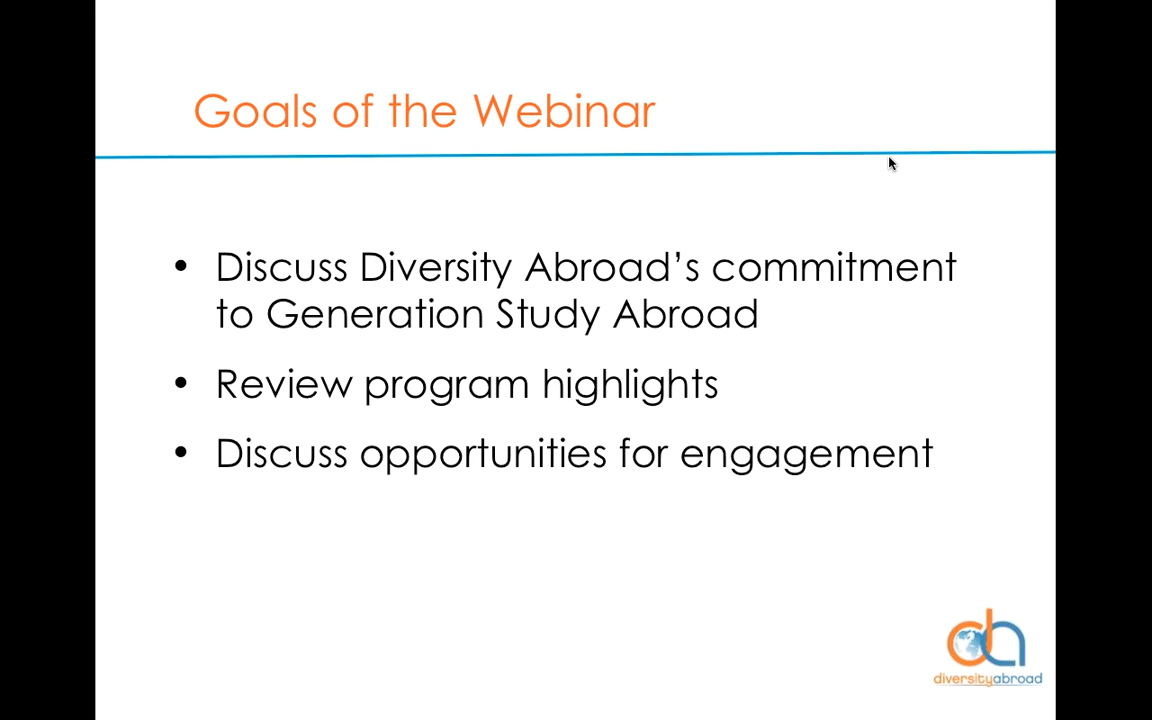 Goals of the Webinar
• Discuss Diversity Abroad’s commitment
to Generation Study Abroad
• Review program highlights
• Discuss opportunities for engagement
da
diversityabroad